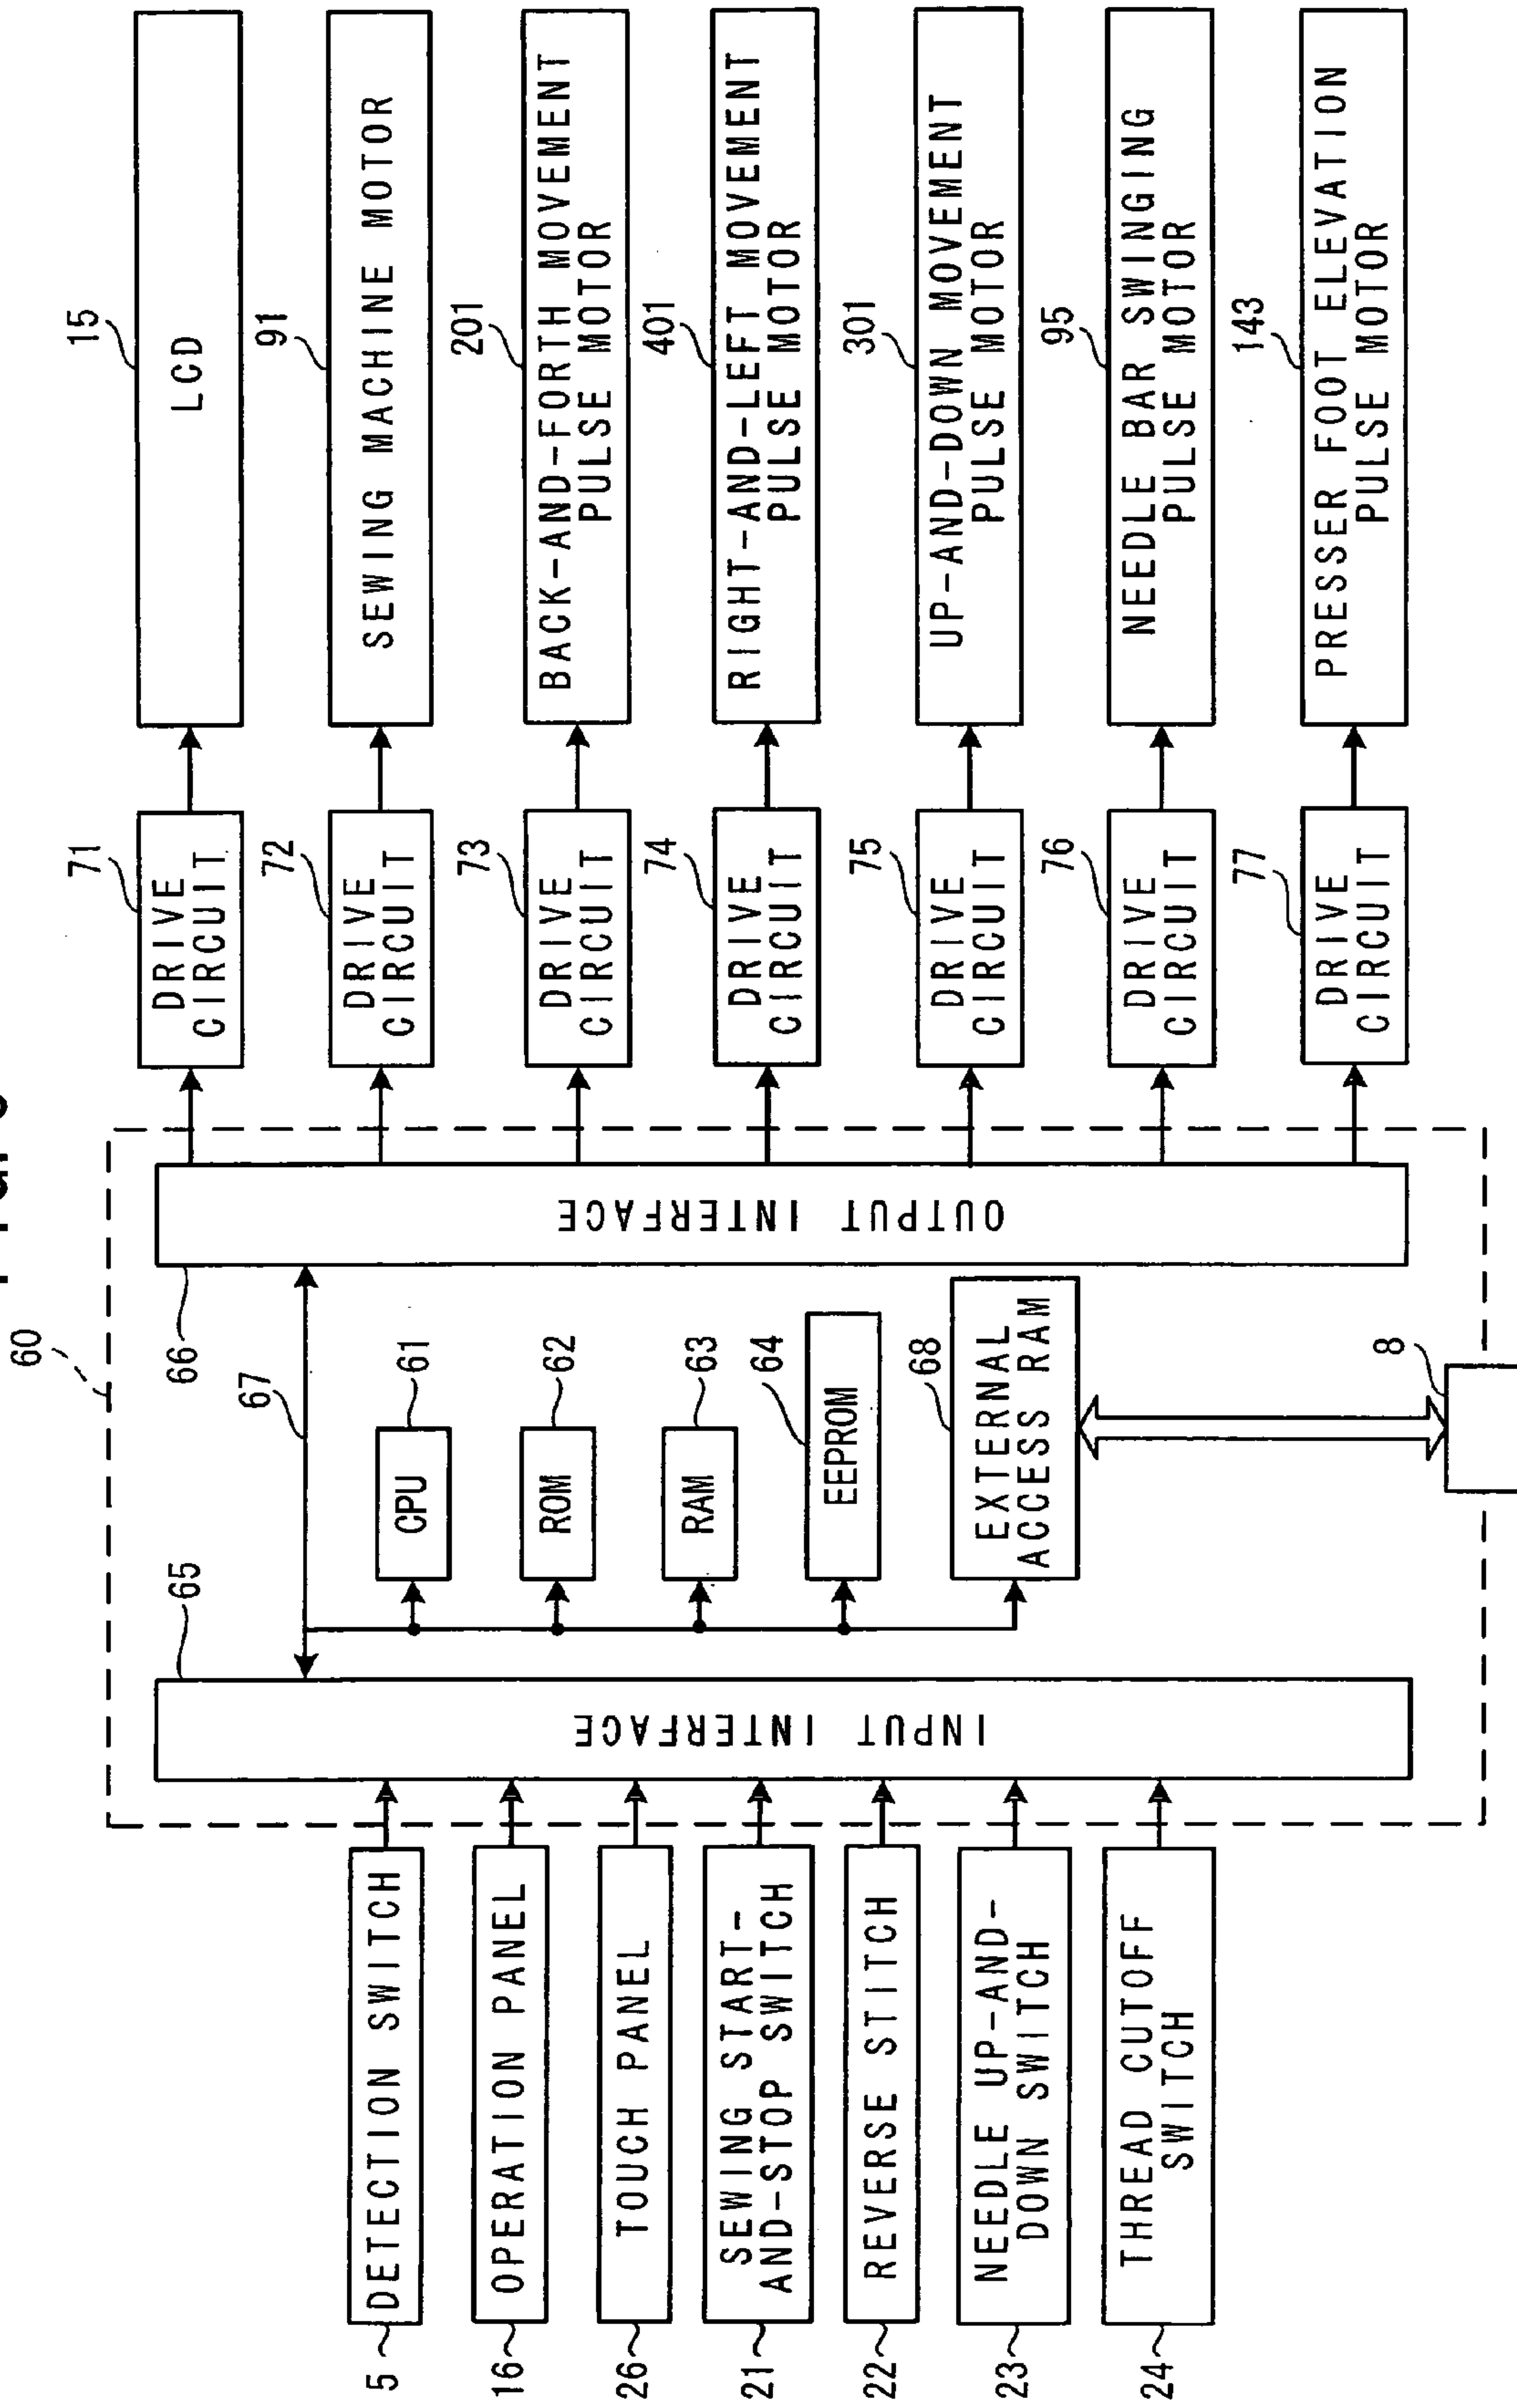 60
5
DETECTION SWITCH
16
OPERATION PANEL
26
TOUCH PANEL
21
SEWING START-
AND-STOP SWITCH
22
REVERSE STITCH
23
NEEDLE UP-AND-
DOWN SWITCH
24
THREAD CUTOFF
SWITCH
65
INPUT INTERFACE
67
CPU
61
ROM
62
RAM
63
EEPROM
64
EXTERNAL
ACCESS RAM
68
8
66
OUTPUT INTERFACE
71
DRIVE
CIRCUIT
15
LCD
72
DRIVE
CIRCUIT
91
SEWING MACHINE MOTOR
73
DRIVE
CIRCUIT
201
BACK-AND-FORTH MOVEMENT
PULSE MOTOR
74
DRIVE
CIRCUIT
401
RIGHT-AND-LEFT MOVEMENT
PULSE MOTOR
75
DRIVE
CIRCUIT
301
UP-AND-DOWN MOVEMENT
PULSE MOTOR
76
DRIVE
CIRCUIT
95
NEEDLE BAR SWINGING
PULSE MOTOR
77
DRIVE
CIRCUIT
143
PRESSER FOOT ELEVATION
PULSE MOTOR